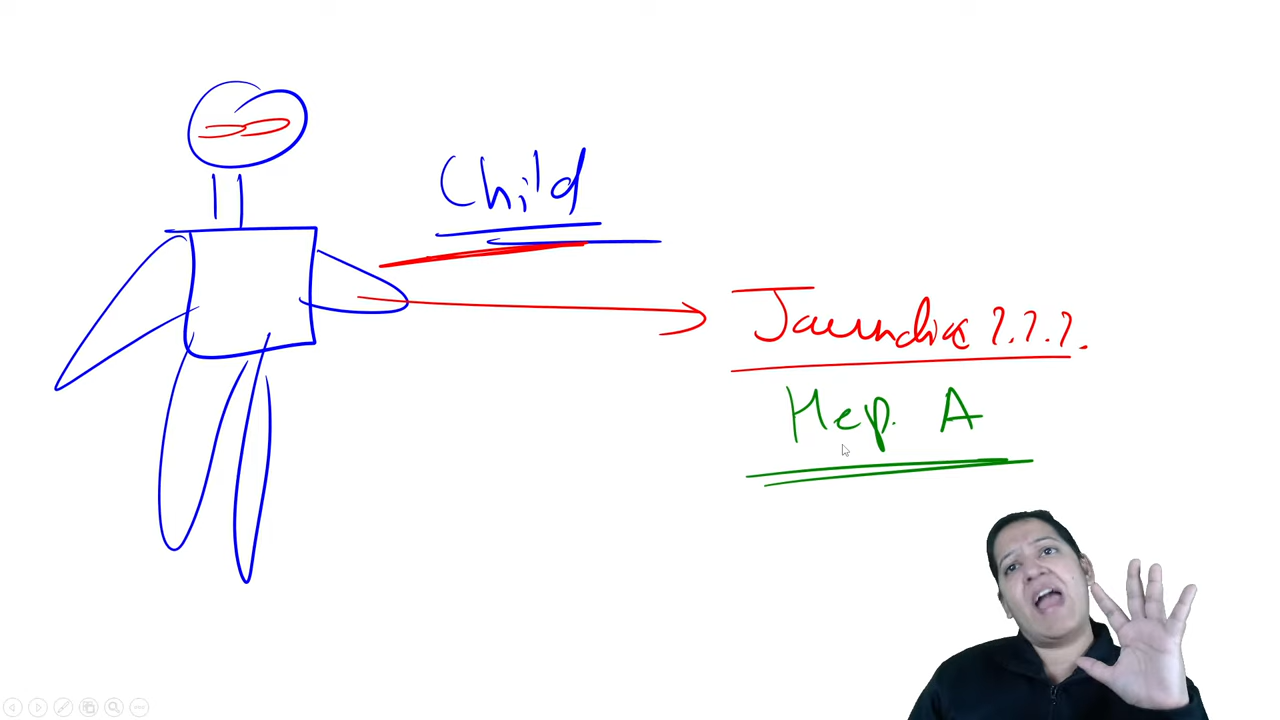 Child
Jaundice ? . ? . ? .
Hep. A